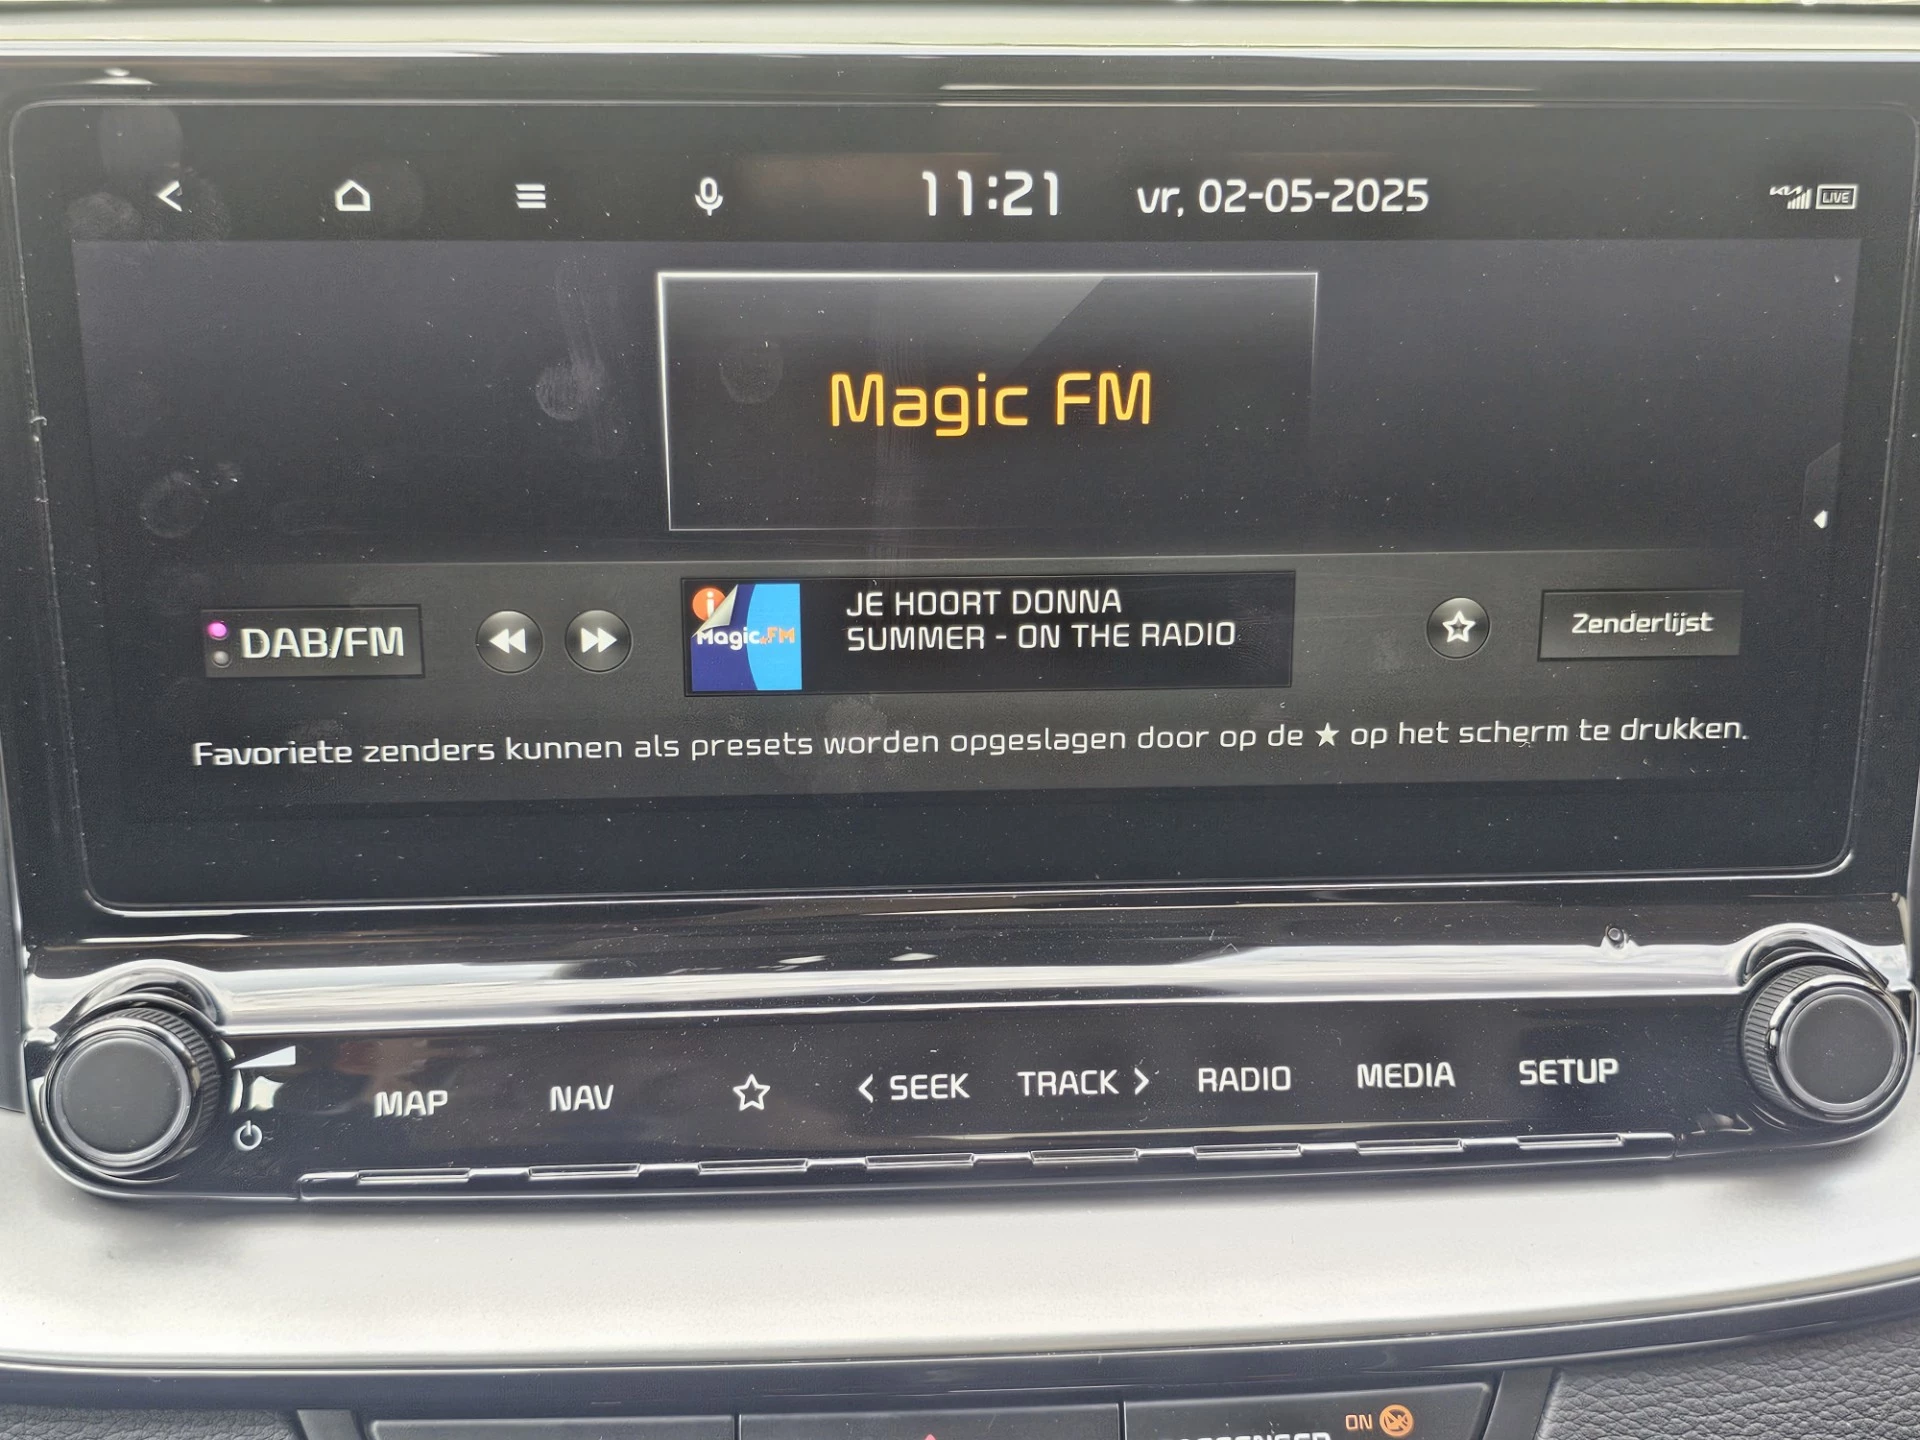 11:21 vr, 02-05-2025 LIVE
Magic FM
DAB/FM
i
Magic FM
JE HOORT DONNA
SUMMER - ON THE RADIO
Zenderlijst
Favoriete zenders kunnen als presets worden opgeslagen door op de ★ op het scherm te drukken.
MAP NAV ☆ < SEEK TRACK > RADIO MEDIA SETUP
ON
PASSENGER